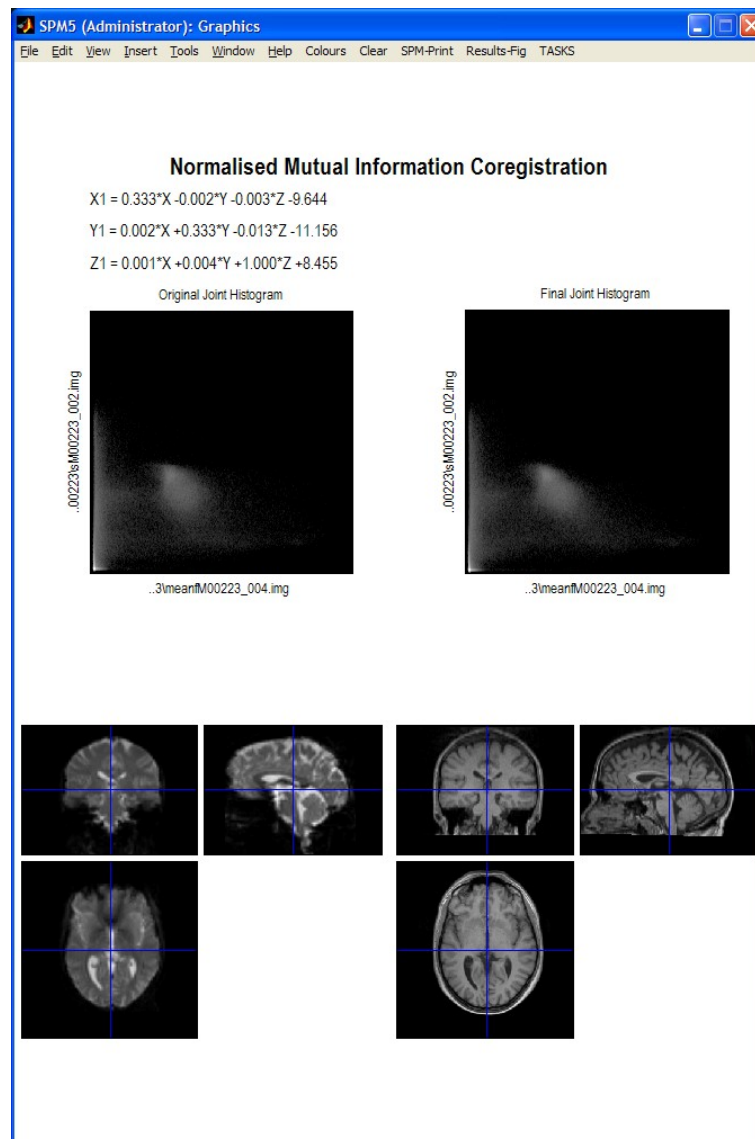 SPM5 (Administrator): Graphics
File Edit View Insert Tools Window Help Colours Clear SPM-Print Results-Fig TASKS
Normalised Mutual Information Coregistration
X1 = 0.333*X -0.002*Y -0.003*Z -9.644
Y1 = 0.002*X +0.333*Y -0.013*Z -11.156
Z1 = 0.001*X +0.004*Y +1.000*Z +8.455
Original Joint Histogram
..00223\sM00223_002.img
..3\meanfM00223_004.img
Final Joint Histogram
..00223\sM00223_002.img
..3\meanfM00223_004.img